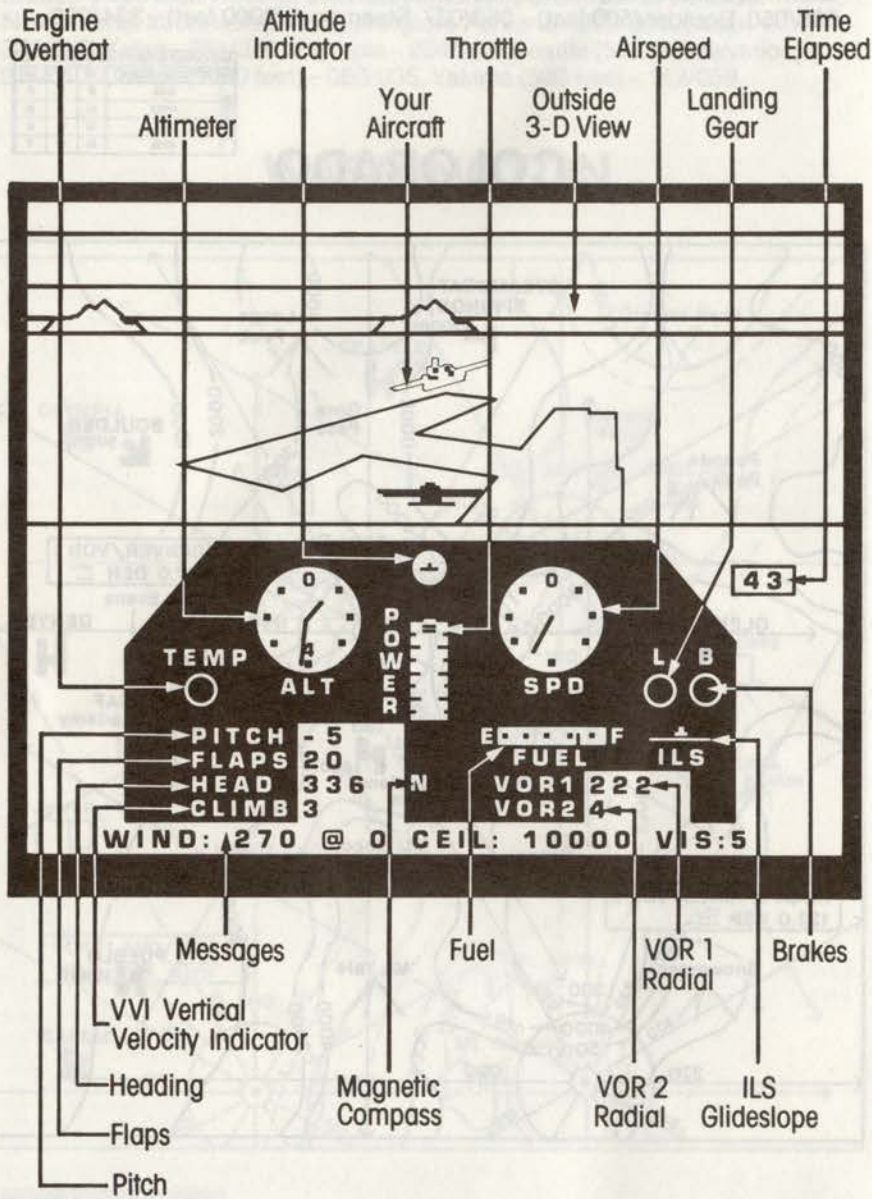 Engine
Overheat
Attitude
Indicator
Throttle
Airspeed
Time
Elapsed
Altimeter
Your
Aircraft
Outside
3-D View
Landing
Gear
43
0
4
ALT
POWER
0
SPD
TEMP
L B
PITCH - 5
FLAPS 20
HEAD 336
CLIMB 3
N
E F
FUEL
ILS
VOR1 222
VOR2 4
WIND: 270 @ 0 CEIL: 10000 VIS:5
Messages
Fuel
VOR 1
Radial
Brakes
VVI Vertical
Velocity Indicator
Heading
Magnetic
Compass
VOR 2
Radial
ILS
Glideslope
Flaps
Pitch